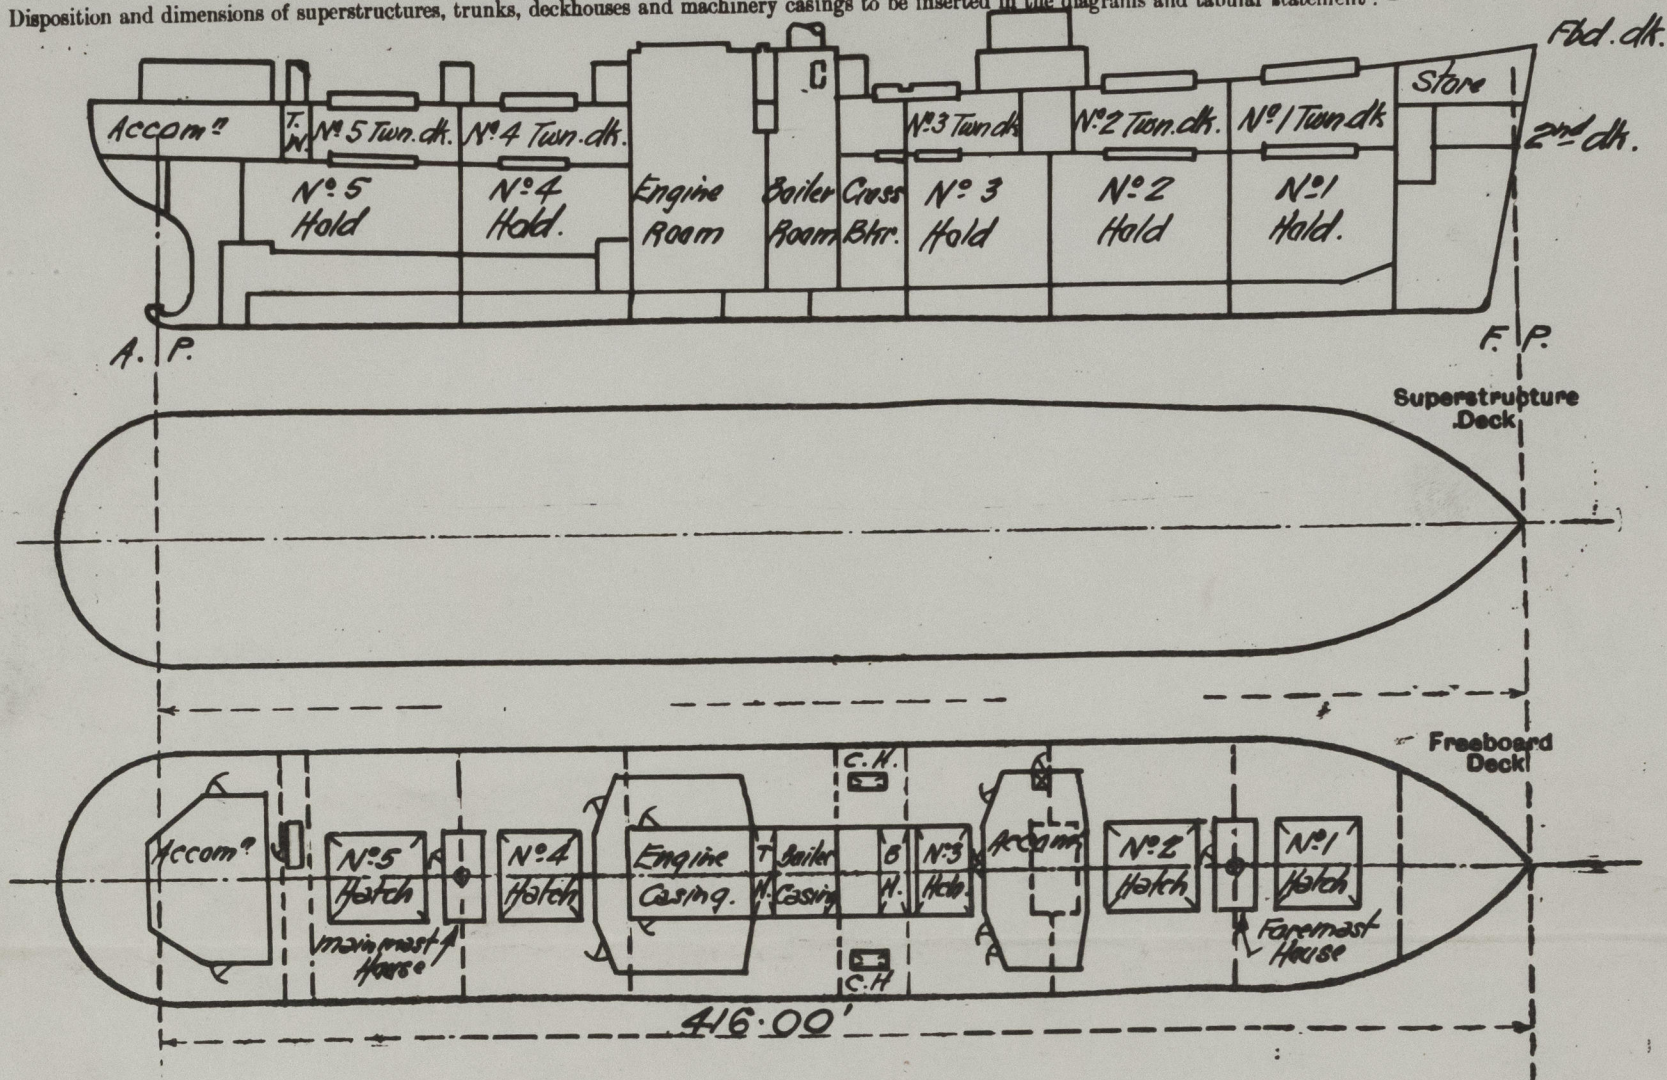 Disposition and dimensions of superstructures, trunks, deckhouses and machinery casings to be inserted in the diagrams and tabular statement :
Fbd. dk.
Store
Accomⁿ
T.
W.
Nº 5 Twn. dk.
Nº 4 Twn. dk.
Nº 3 Twn dk
Nº 2 Twn. dk.
Nº 1 Twn. dk
2nd dk.
Nº 5
Hold
Nº 4
Hold.
Engine
Room
Boiler
Room
Cross
Bkr.
Nº 3
Hold
Nº 2
Hold
Nº 1
Hold.
A. P.
F. P.
Superstructure
Deck
Freeboard
Deck
C. H.
Accomⁿ
Nº 5
Hatch
Nº 4
Hatch
Engine
Casing.
T
W.
Boiler
Casing
B
H.
Nº 3
Hch.
Accomn
Nº 2
Hatch
Nº 1
Hatch
main mast
House
Foremast
House
C. H
416·00'